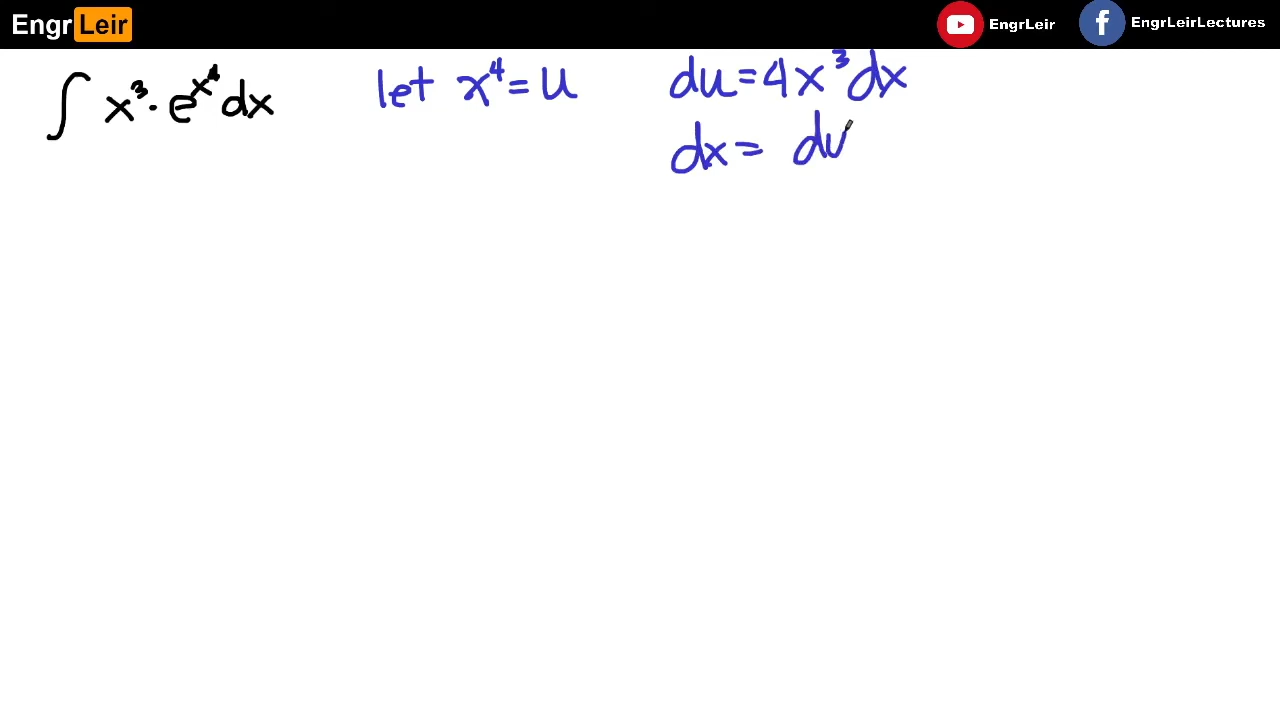 EngrLeir EngrLeir EngrLeirLectures
∫ x³·e^x⁴ dx let x⁴=u du=4x³dx
dx= du